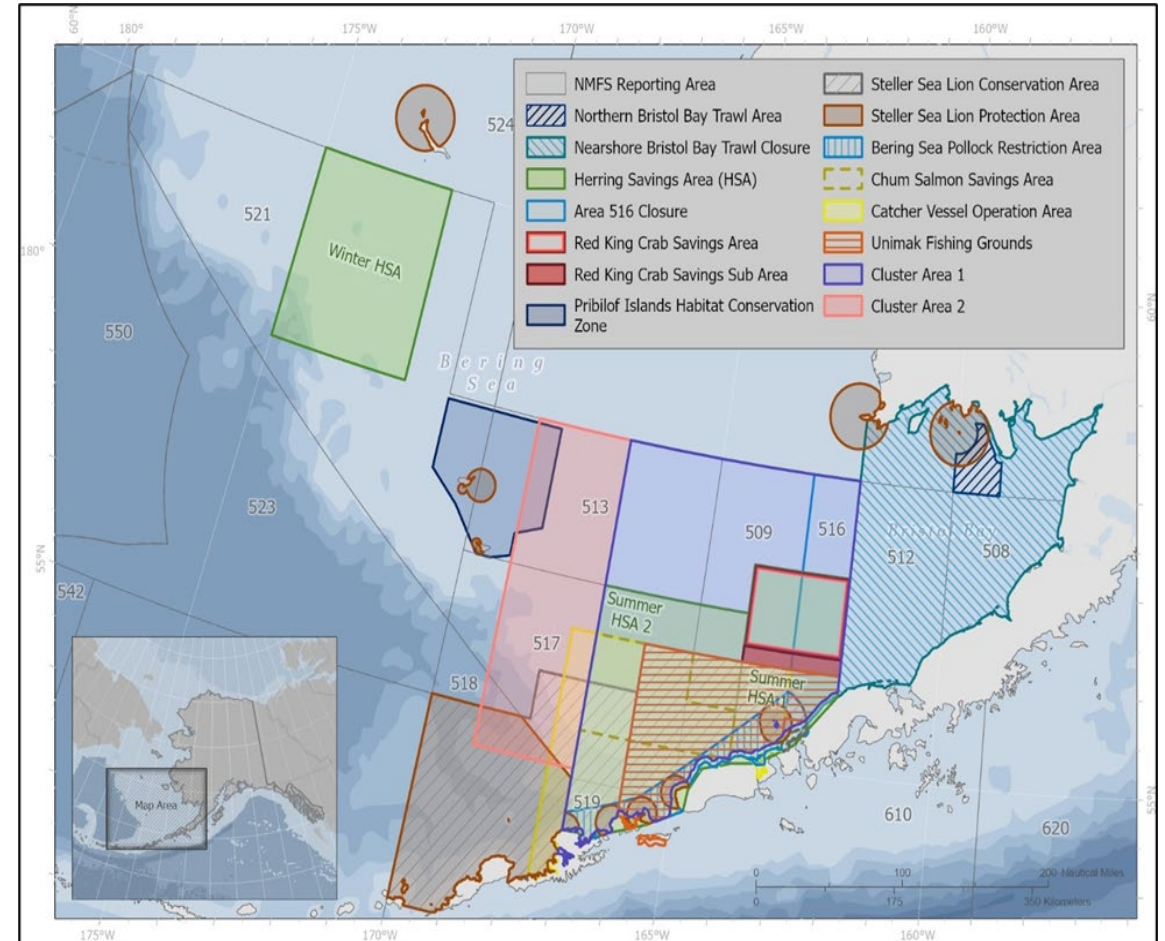 60°N
180°
175°W
170°W
165°W
160°W
NMFS Reporting Area
Northern Bristol Bay Trawl Area
Nearshore Bristol Bay Trawl Closure
Herring Savings Area (HSA)
Area 516 Closure
Red King Crab Savings Area
Red King Crab Savings Sub Area
Pribilof Islands Habitat Conservation
Zone
Steller Sea Lion Conservation Area
Steller Sea Lion Protection Area
Bering Sea Pollock Restriction Area
Chum Salmon Savings Area
Catcher Vessel Operation Area
Unimak Fishing Grounds
Cluster Area 1
Cluster Area 2
524
521
180°
Winter HSA
550
60°N
Bering
Sea
523
513
509
516
Bristol Bay
512
508
55°N
542
Summer
HSA 2
517
518
Summer
HSA 1
519
Map Area
610
620
55°N
0
100
200 Nautical Miles
0
175
350 Kilometers
175°W
170°W
165°W
160°W